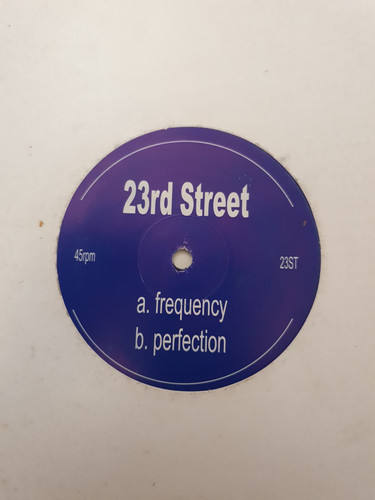 23rd Street
45rpm
23ST
a. frequency
b. perfection